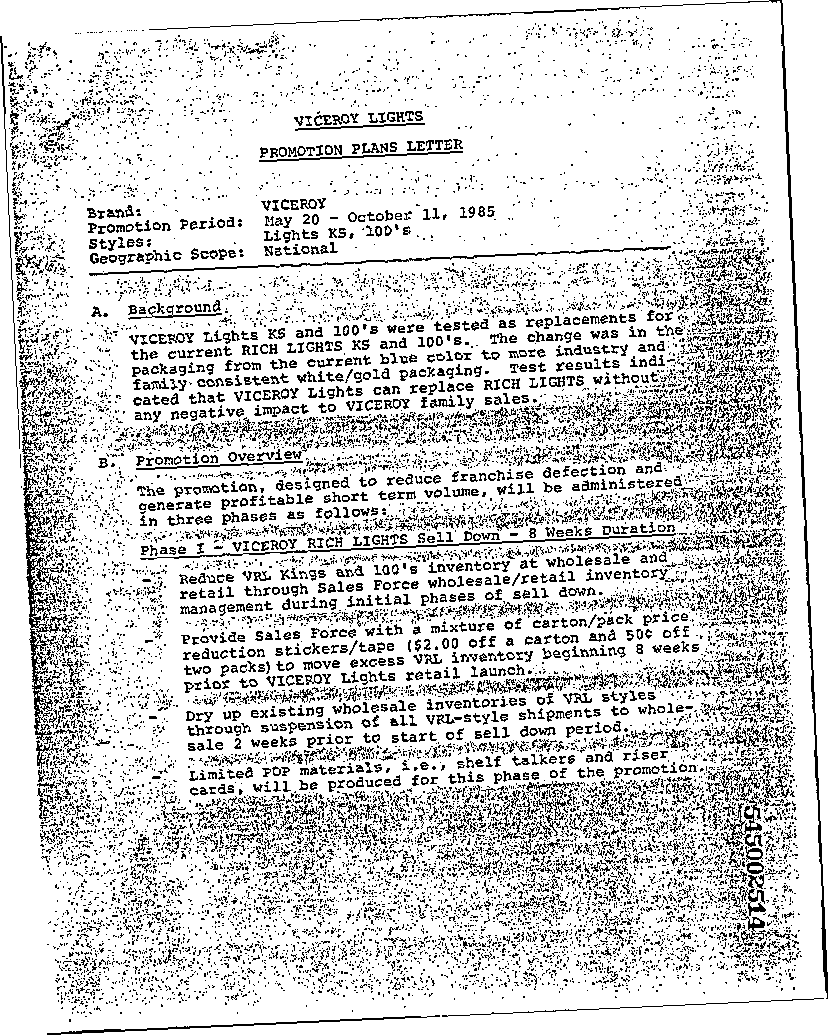 VICEROY LIGHTS
PROMOTION PLANS LETTER
Brand: VICEROY
Promotion Period: May 20 - October 11, 1985
Styles: Lights KS, 100's
Geographic Scope: National
A. Background
VICEROY Lights KS and 100's were tested as replacements for
the current RICH LIGHTS KS and 100's. The change was in the
packaging from the current blue color to more industry and
family consistent white/gold packaging. Test results indi-
cated that VICEROY Lights can replace RICH LIGHTS without
any negative impact to VICEROY family sales.
B. Promotion Overview
The promotion, designed to reduce franchise defection and
generate profitable short term volume, will be administered
in three phases as follows:
Phase I - VICEROY RICH LIGHTS Sell Down - 8 Weeks Duration
- Reduce VRL Kings and 100's inventory at wholesale and
retail through Sales Force wholesale/retail inventory
management during initial phases of sell down.
- Provide Sales Force with a mixture of carton/pack price
reduction stickers/tape ($2.00 off a carton and 50¢ off
two packs) to move excess VRL inventory beginning 8 weeks
prior to VICEROY Lights retail launch.
- Dry up existing wholesale inventories of VRL styles
through suspension of all VRL-style shipments to whole-
sale 2 weeks prior to start of sell down period.
- Limited POP materials, i.e., shelf talkers and riser
cards, will be produced for this phase of the promotion.
545002514